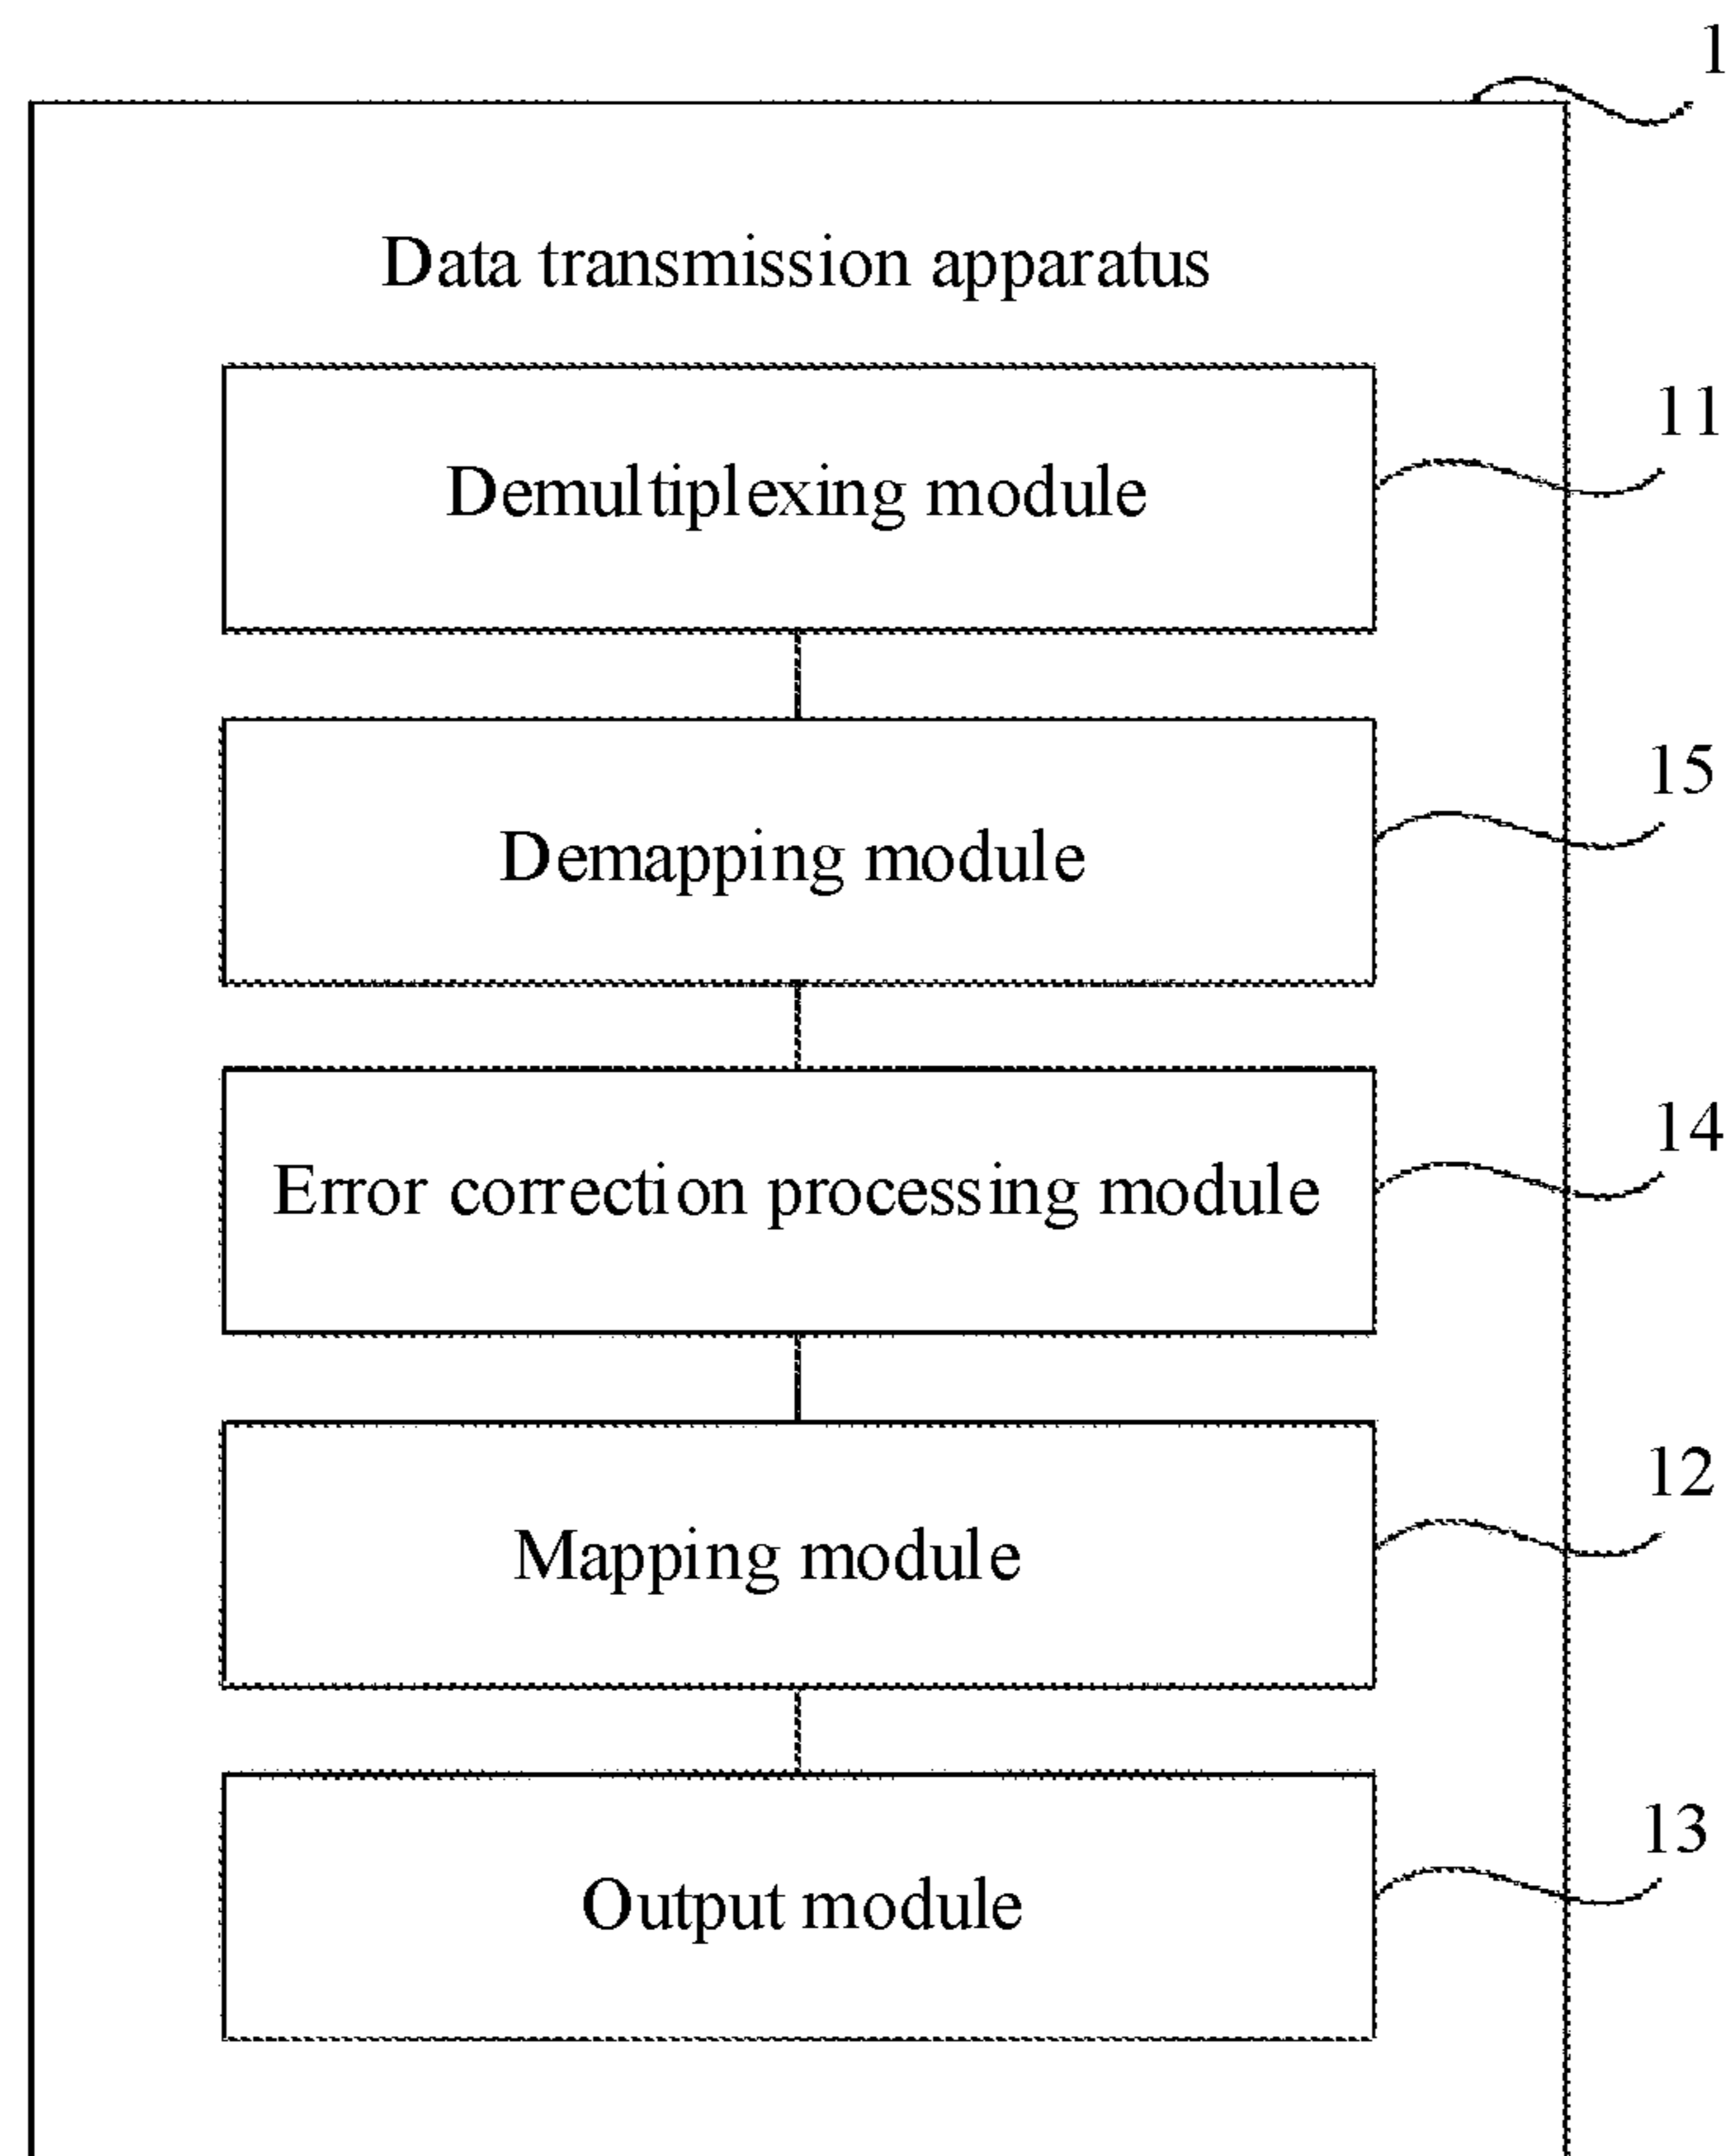 1
Data transmission apparatus
11
Demultiplexing module
15
Demapping module
14
Error correction processing module
12
Mapping module
13
Output module